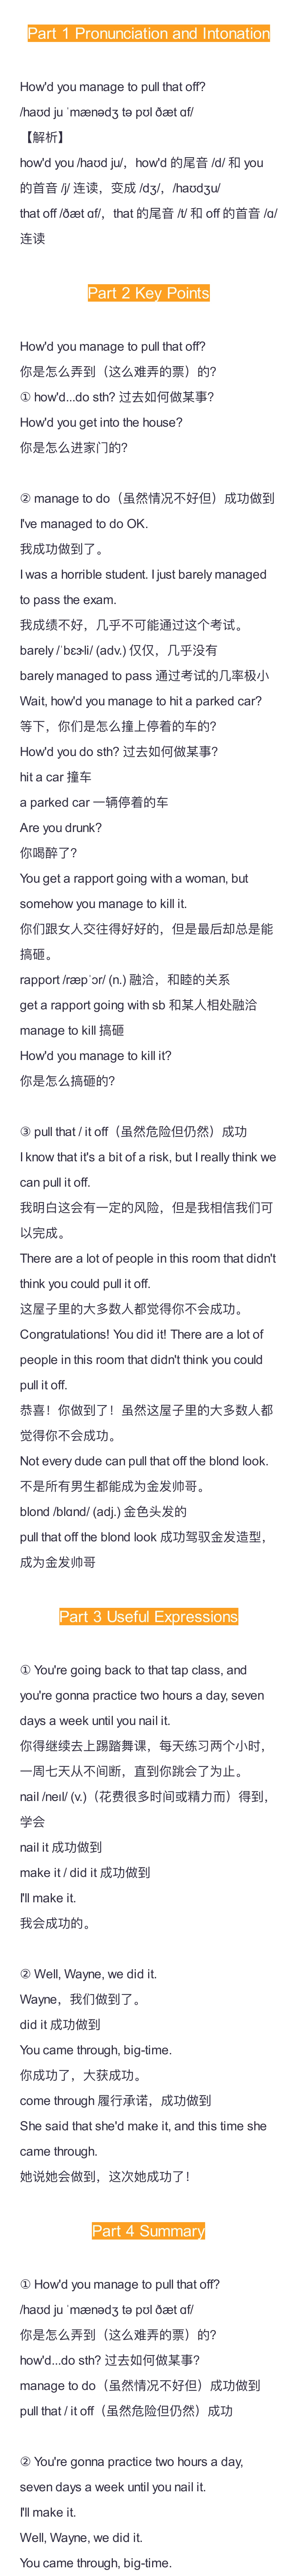 Part 1 Pronunciation and Intonation
How'd you manage to pull that off?
/haʊd ju ˈmænədʒ tə pʊl ðæt ɑf/
【解析】
how'd you /haʊd ju/，how'd 的尾音 /d/ 和 you
的首音 /j/ 连读，变成 /dʒ/，/haʊdʒu/
that off /ðæt ɑf/，that 的尾音 /t/ 和 off 的首音 /ɑ/
连读
Part 2 Key Points
How'd you manage to pull that off?
你是怎么弄到（这么难弄的票）的?
① how'd...do sth? 过去如何做某事?
How'd you get into the house?
你是怎么进家门的?
② manage to do（虽然情况不好但）成功做到
I've managed to do OK.
我成功做到了。
I was a horrible student. I just barely managed
to pass the exam.
我成绩不好，几乎不可能通过这个考试。
barely /ˈbɛɚli/ (adv.) 仅仅，几乎没有
barely managed to pass 通过考试的几率极小
Wait, how'd you manage to hit a parked car?
等下，你们是怎么撞上停着的车的?
How'd you do sth? 过去如何做某事?
hit a car 撞车
a parked car 一辆停着的车
Are you drunk?
你喝醉了?
You get a rapport going with a woman, but
somehow you manage to kill it.
你们跟女人交往得好好的，但是最后却总是能
搞砸。
rapport /ræpˈɔr/ (n.) 融洽，和睦的关系
get a rapport going with sb 和某人相处融洽
manage to kill 搞砸
How'd you manage to kill it?
你是怎么搞砸的?
③ pull that / it off（虽然危险但仍然）成功
I know that it's a bit of a risk, but I really think we
can pull it off.
我明白这会有一定的风险，但是我相信我们可
以完成。
There are a lot of people in this room that didn't
think you could pull it off.
这屋子里的大多数人都觉得你不会成功。
Congratulations! You did it! There are a lot of
people in this room that didn't think you could
pull it off.
恭喜！你做到了！虽然这屋子里的大多数人都
觉得你不会成功。
Not every dude can pull that off the blond look.
不是所有男生都能成为金发帅哥。
blond /blɑnd/ (adj.) 金色头发的
pull that off the blond look 成功驾驭金发造型，
成为金发帅哥
Part 3 Useful Expressions
① You're going back to that tap class, and
you're gonna practice two hours a day, seven
days a week until you nail it.
你得继续去上踢踏舞课，每天练习两个小时，
一周七天从不间断，直到你跳会了为止。
nail /neɪl/ (v.)（花费很多时间或精力而）得到，
学会
nail it 成功做到
make it / did it 成功做到
I'll make it.
我会成功的。
② Well, Wayne, we did it.
Wayne，我们做到了。
did it 成功做到
You came through, big-time.
你成功了，大获成功。
come through 履行承诺，成功做到
She said that she'd make it, and this time she
came through.
她说她会做到，这次她成功了！
Part 4 Summary
① How'd you manage to pull that off?
/haʊd ju ˈmænədʒ tə pʊl ðæt ɑf/
你是怎么弄到（这么难弄的票）的?
how'd...do sth? 过去如何做某事?
manage to do（虽然情况不好但）成功做到
pull that / it off（虽然危险但仍然）成功
② You're gonna practice two hours a day,
seven days a week until you nail it.
I'll make it.
Well, Wayne, we did it.
You came through, big-time.